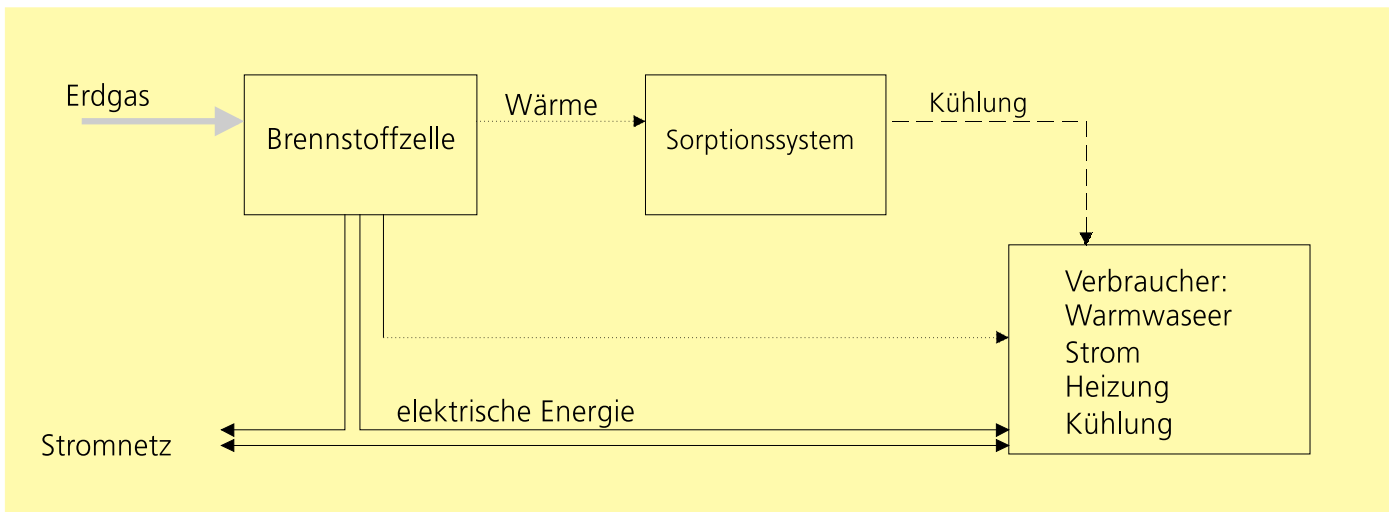 Erdgas
Brennstoffzelle
Wärme
Sorptionssystem
Kühlung
Verbraucher:
Warmwaseer
Strom
Heizung
Kühlung
elektrische Energie
Stromnetz